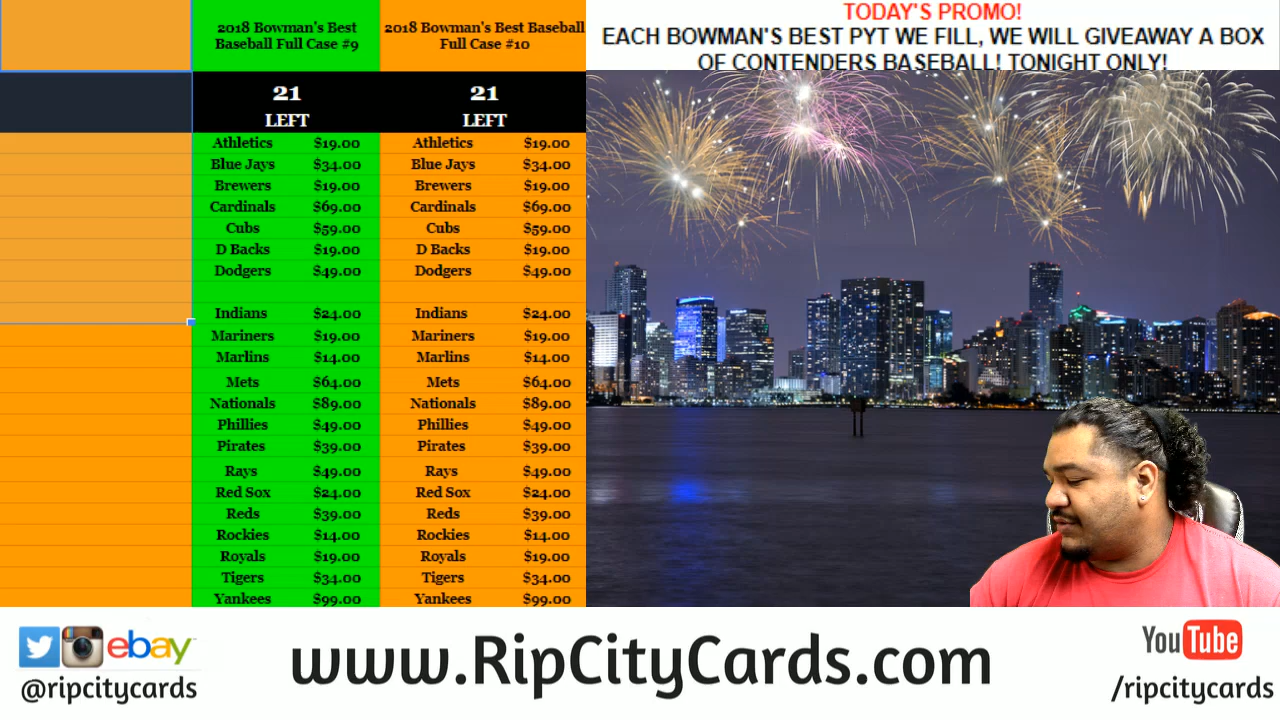 2018 Bowman's Best
Baseball Full Case #9
2018 Bowman's Best Baseball
Full Case #10
TODAY'S PROMO!
EACH BOWMAN'S BEST PYT WE FILL, WE WILL GIVEAWAY A BOX
OF CONTENDERS BASEBALL! TONIGHT ONLY!
21 21
LEFT LEFT
Athletics $19.00 Athletics $19.00
Blue Jays $34.00 Blue Jays $34.00
Brewers $19.00 Brewers $19.00
Cardinals $69.00 Cardinals $69.00
Cubs $59.00 Cubs $59.00
D Backs $19.00 D Backs $19.00
Dodgers $49.00 Dodgers $49.00
Indians $24.00 Indians $24.00
Mariners $19.00 Mariners $19.00
Marlins $14.00 Marlins $14.00
Mets $64.00 Mets $64.00
Nationals $89.00 Nationals $89.00
Phillies $49.00 Phillies $49.00
Pirates $39.00 Pirates $39.00
Rays $49.00 Rays $49.00
Red Sox $24.00 Red Sox $24.00
Reds $39.00 Reds $39.00
Rockies $14.00 Rockies $14.00
Royals $19.00 Royals $19.00
Tigers $34.00 Tigers $34.00
Yankees $99.00 Yankees $99.00
ebay
@ripcitycards
www.RipCityCards.com
YouTube
/ripcitycards